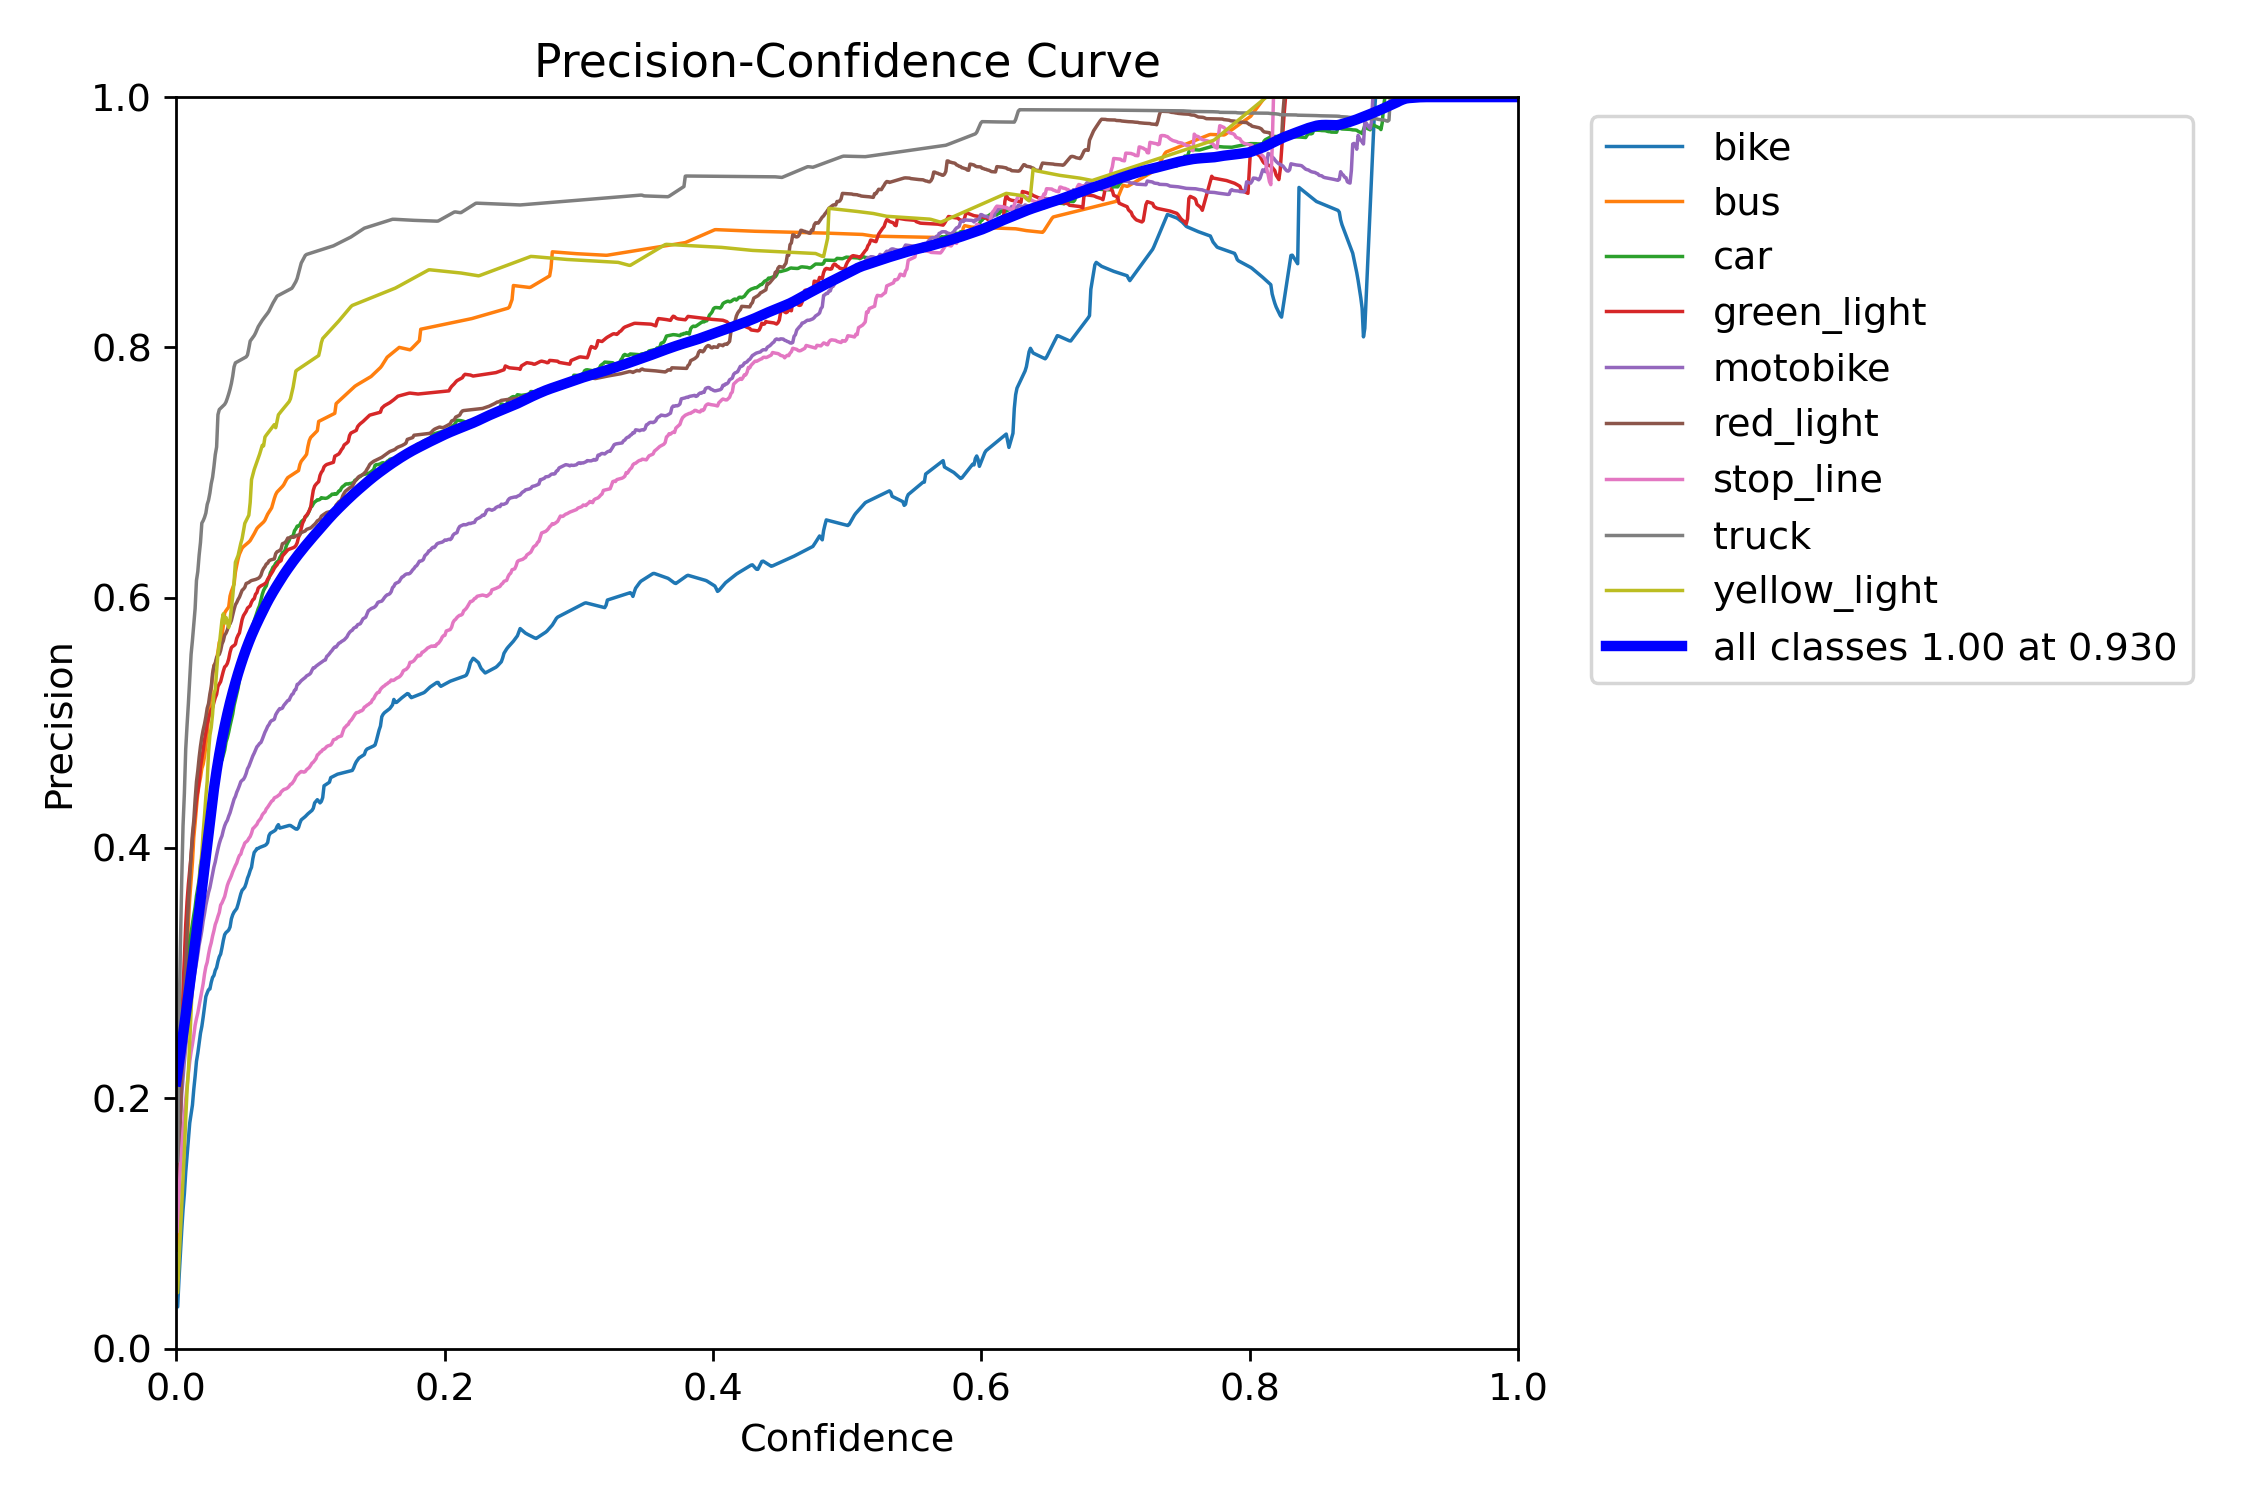 Precision-Confidence Curve
1.0
0.8
0.6
0.4
0.2
0.0
Precision
0.0 0.2 0.4 0.6 0.8 1.0
Confidence
bike
bus
car
green_light
motobike
red_light
stop_line
truck
yellow_light
all classes 1.00 at 0.930